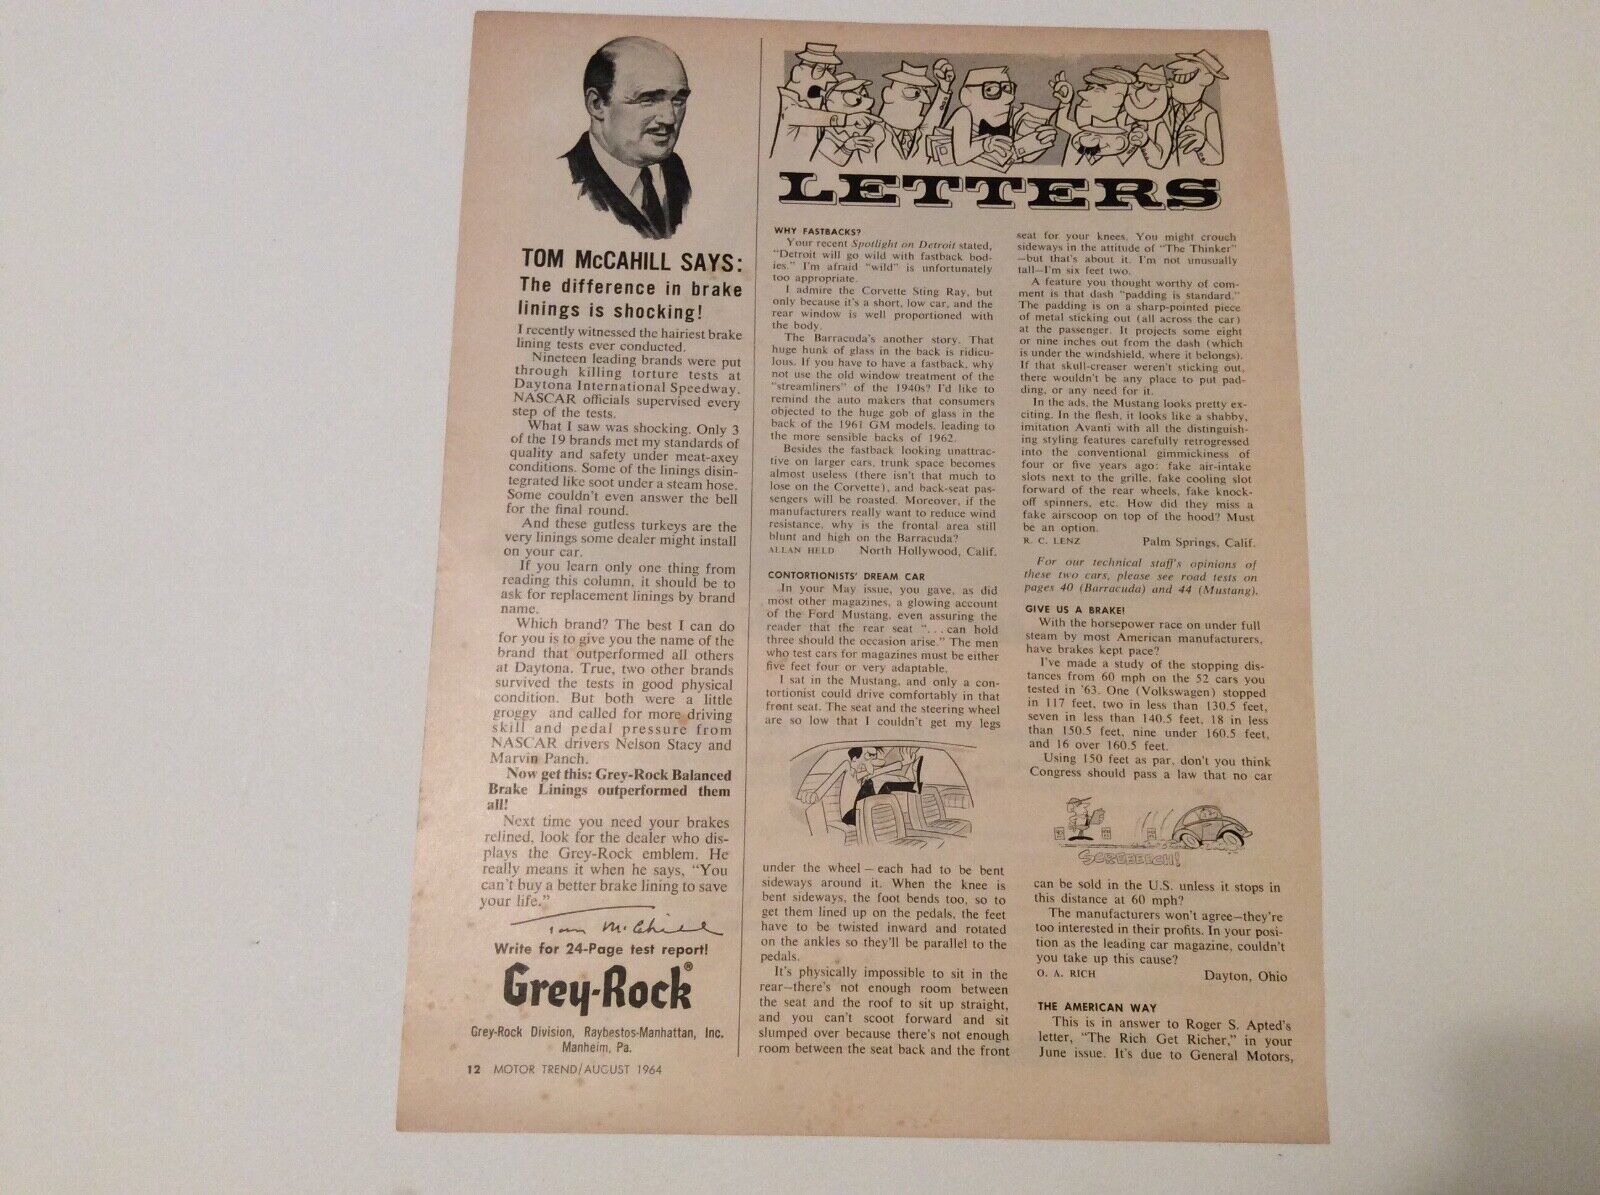 TOM McCAHILL SAYS:
The difference in brake
linings is shocking!
I recently witnessed the hairiest brake
lining tests ever conducted.
Nineteen leading brands were put
through killing torture tests at
Daytona International Speedway.
NASCAR officials supervised every
step of the tests.
What I saw was shocking. Only 3
of the 19 brands met my standards of
quality and safety under meat-axey
conditions. Some of the linings disin-
tegrated like soot under a steam hose.
Some couldn't even answer the bell
for the final round.
And these gutless turkeys are the
very linings some dealer might install
on your car.
If you learn only one thing from
reading this column, it should be to
ask for replacement linings by brand
name.
Which brand? The best I can do
for you is to give you the name of the
brand that outperformed all others
at Daytona. True, two other brands
survived the tests in good physical
condition. But both were a little
groggy and called for more driving
skill and pedal pressure from
NASCAR drivers Nelson Stacy and
Marvin Panch.
Now get this: Grey-Rock Balanced
Brake Linings outperformed them
all!
Next time you need your brakes
relined, look for the dealer who dis-
plays the Grey-Rock emblem. He
really means it when he says, "You
can't buy a better brake lining to save
your life."
Tom McCahill
Write for 24-Page test report!
Grey-Rock®
Grey-Rock Division, Raybestos-Manhattan, Inc.
Manheim, Pa.
12 MOTOR TREND/AUGUST 1964
LETTERS
WHY FASTBACKS?
Your recent Spotlight on Detroit stated,
"Detroit will go wild with fastback bod-
ies." I'm afraid "wild" is unfortunately
too appropriate.
I admire the Corvette Sting Ray, but
only because it's a short, low car, and the
rear window is well proportioned with
the body.
The Barracuda's another story. That
huge hunk of glass in the back is ridicu-
lous. If you have to have a fastback, why
not use the old window treatment of the
"streamliners" of the 1940s? I'd like to
remind the auto makers that consumers
objected to the huge gob of glass in the
back of the 1961 GM models, leading to
the more sensible backs of 1962.
Besides the fastback looking unattrac-
tive on larger cars, trunk space becomes
almost useless (there isn't that much to
lose on the Corvette), and back-seat pas-
sengers will be roasted. Moreover, if the
manufacturers really want to reduce wind
resistance, why is the frontal area still
blunt and high on the Barracuda?
ALLAN HELD North Hollywood, Calif.
CONTORTIONISTS' DREAM CAR
In your May issue, you gave, as did
most other magazines, a glowing account
of the Ford Mustang, even assuring the
reader that the rear seat "... can hold
three should the occasion arise." The men
who test cars for magazines must be either
five feet four or very adaptable.
I sat in the Mustang, and only a con-
tortionist could drive comfortably in that
front seat. The seat and the steering wheel
are so low that I couldn't get my legs
under the wheel — each had to be bent
sideways around it. When the knee is
bent sideways, the foot bends too, so to
get them lined up on the pedals, the feet
have to be twisted inward and rotated
on the ankles so they'll be parallel to the
pedals.
It's physically impossible to sit in the
rear—there's not enough room between
the seat and the roof to sit up straight,
and you can't scoot forward and sit
slumped over because there's not enough
room between the seat back and the front
seat for your knees. You might crouch
sideways in the attitude of "The Thinker"
—but that's about it. I'm not unusually
tall—I'm six feet two.
A feature you thought worthy of com-
ment is that dash "padding is standard."
The padding is on a sharp-pointed piece
of metal sticking out (all across the car)
at the passenger. It projects some eight
or nine inches out from the dash (which
is under the windshield, where it belongs).
If that skull-creaser weren't sticking out,
there wouldn't be any place to put pad-
ding, or any need for it.
In the ads, the Mustang looks pretty ex-
citing. In the flesh, it looks like a shabby,
imitation Avanti with all the distinguish-
ing styling features carefully retrogressed
into the conventional gimmickiness of
four or five years ago: fake air-intake
slots next to the grille, fake cooling slot
forward of the rear wheels, fake knock-
off spinners, etc. How did they miss a
fake airscoop on top of the hood? Must
be an option.
R. C. LENZ Palm Springs, Calif.
For our technical staff's opinions of
these two cars, please see road tests on
pages 40 (Barracuda) and 44 (Mustang).
GIVE US A BRAKE!
With the horsepower race on under full
steam by most American manufacturers,
have brakes kept pace?
I've made a study of the stopping dis-
tances from 60 mph on the 52 cars you
tested in '63. One (Volkswagen) stopped
in 117 feet, two in less than 130.5 feet,
seven in less than 140.5 feet, 18 in less
than 150.5 feet, nine under 160.5 feet,
and 16 over 160.5 feet.
Using 150 feet as par, don't you think
Congress should pass a law that no car
SCREEEECH!
can be sold in the U.S. unless it stops in
this distance at 60 mph?
The manufacturers won't agree—they're
too interested in their profits. In your posi-
tion as the leading car magazine, couldn't
you take up this cause?
O. A. RICH Dayton, Ohio
THE AMERICAN WAY
This is in answer to Roger S. Apted's
letter, "The Rich Get Richer," in your
June issue. It's due to General Motors,